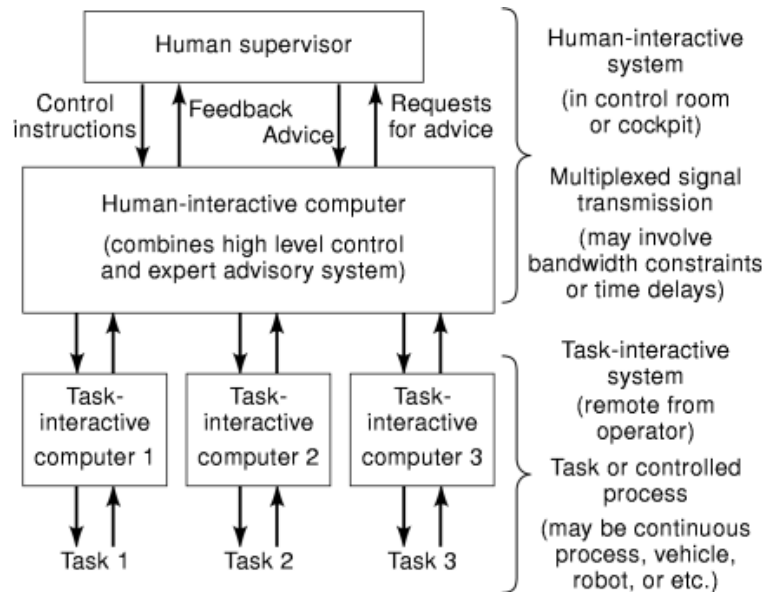 Human supervisor
Control
instructions
Feedback
Advice
Requests
for advice
Human-interactive computer
(combines high level control
and expert advisory system)
Task-
interactive
computer 1
Task-
interactive
computer 2
Task-
interactive
computer 3
Task 1
Task 2
Task 3
Human-interactive
system
(in control room
or cockpit)
Multiplexed signal
transmission
(may involve
bandwidth constraints
or time delays)
Task-interactive
system
(remote from
operator)
Task or controlled
process
(may be continuous
process, vehicle,
robot, or etc.)